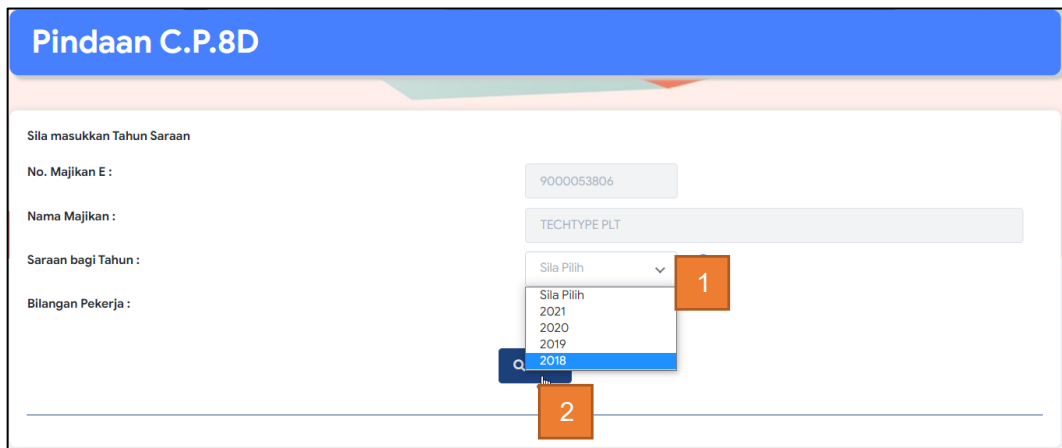 Pindaan C.P.8D
Sila masukkan Tahun Saraan
No. Majikan E :
9000053806
Nama Majikan :
TECHTYPE PLT
Saraan bagi Tahun :
Sila Pilih
1
Bilangan Pekerja :
Sila Pilih
2021
2020
2019
2018
2